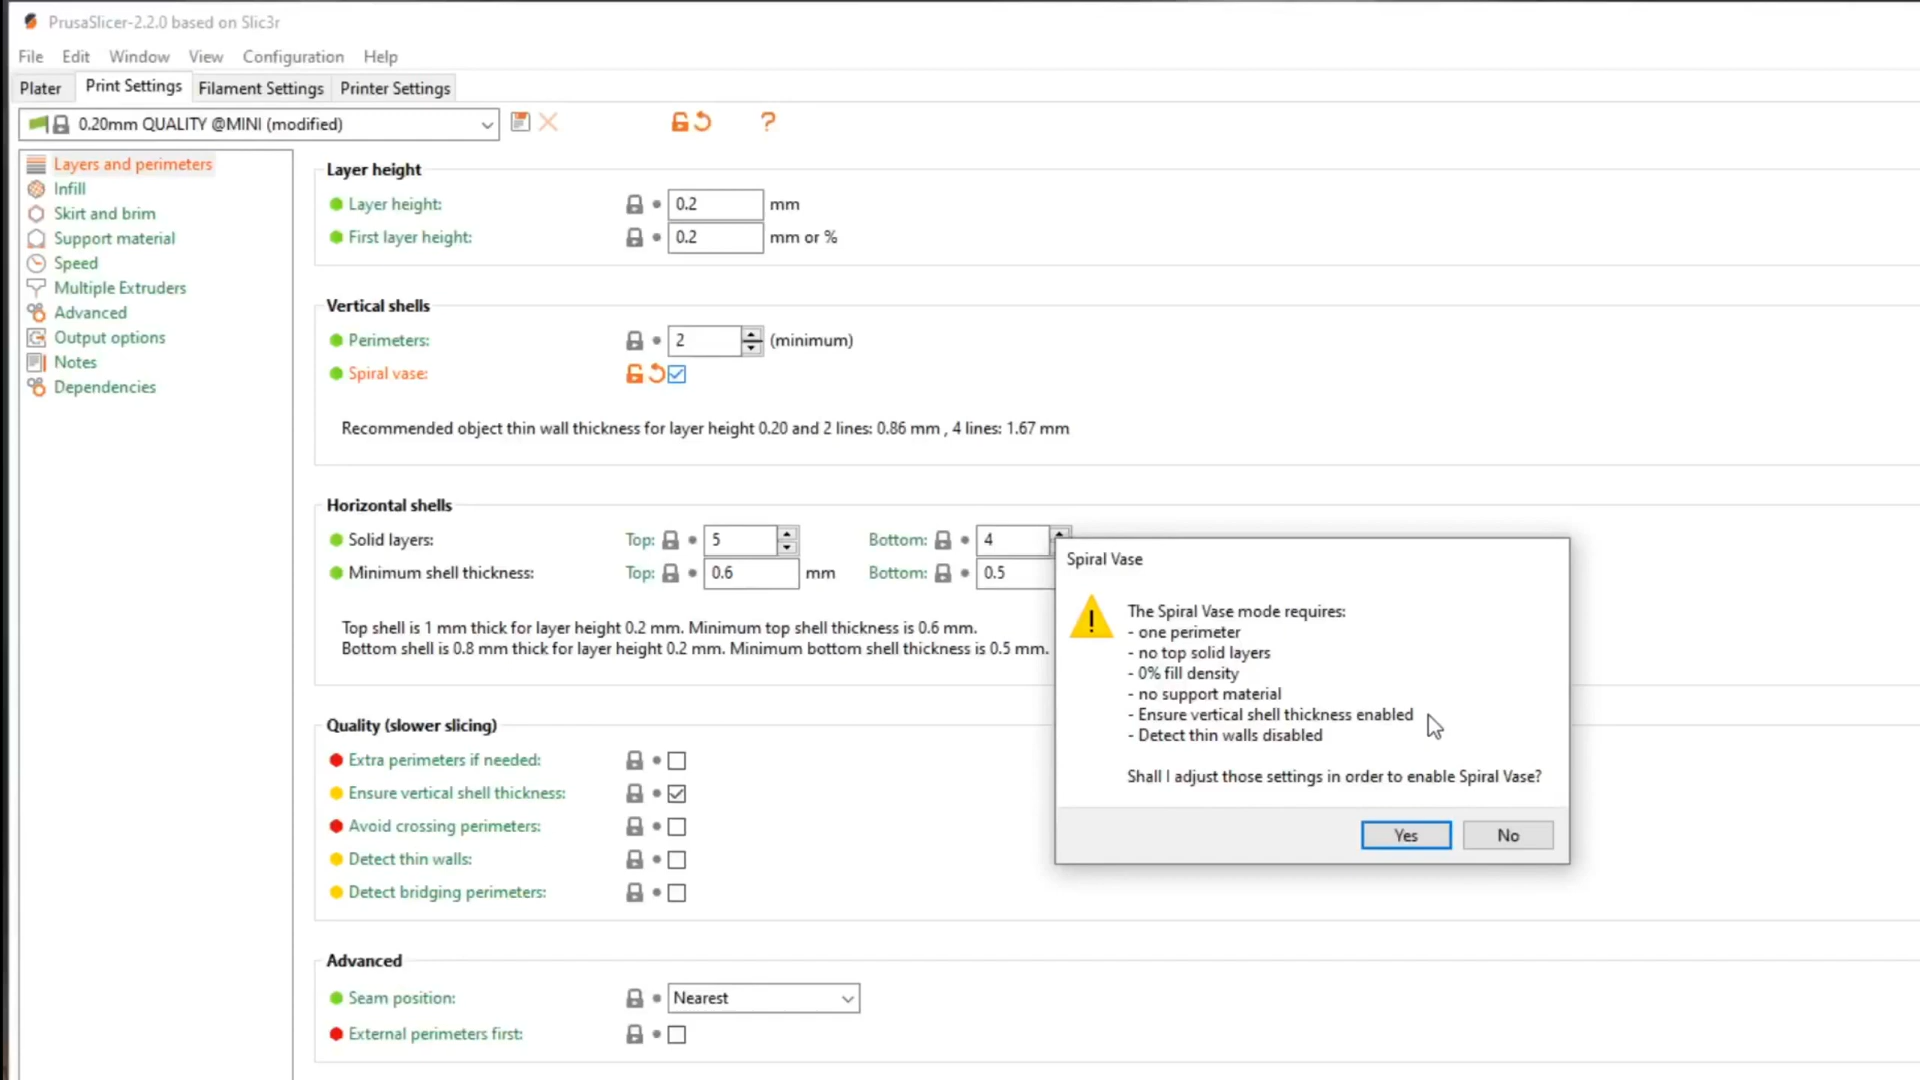 PrusaSlicer-2.2.0 based on Slic3r
File Edit Window View Configuration Help
Plater Print Settings Filament Settings Printer Settings
0.20mm QUALITY @MINI (modified) ?
Layers and perimeters
Infill
Skirt and brim
Support material
Speed
Multiple Extruders
Advanced
Output options
Notes
Dependencies
Layer height
Layer height: 0.2 mm
First layer height: 0.2 mm or %
Vertical shells
Perimeters: 2 (minimum)
Spiral vase:
Recommended object thin wall thickness for layer height 0.20 and 2 lines: 0.86 mm , 4 lines: 1.67 mm
Horizontal shells
Solid layers: Top: 5 Bottom: 4
Minimum shell thickness: Top: 0.6 mm Bottom: 0.5
Top shell is 1 mm thick for layer height 0.2 mm. Minimum top shell thickness is 0.6 mm.
Bottom shell is 0.8 mm thick for layer height 0.2 mm. Minimum bottom shell thickness is 0.5 mm.
Quality (slower slicing)
Extra perimeters if needed:
Ensure vertical shell thickness:
Avoid crossing perimeters:
Detect thin walls:
Detect bridging perimeters:
Advanced
Seam position: Nearest
External perimeters first:
Spiral Vase
The Spiral Vase mode requires:
- one perimeter
- no top solid layers
- 0% fill density
- no support material
- Ensure vertical shell thickness enabled
- Detect thin walls disabled
Shall I adjust those settings in order to enable Spiral Vase?
Yes No